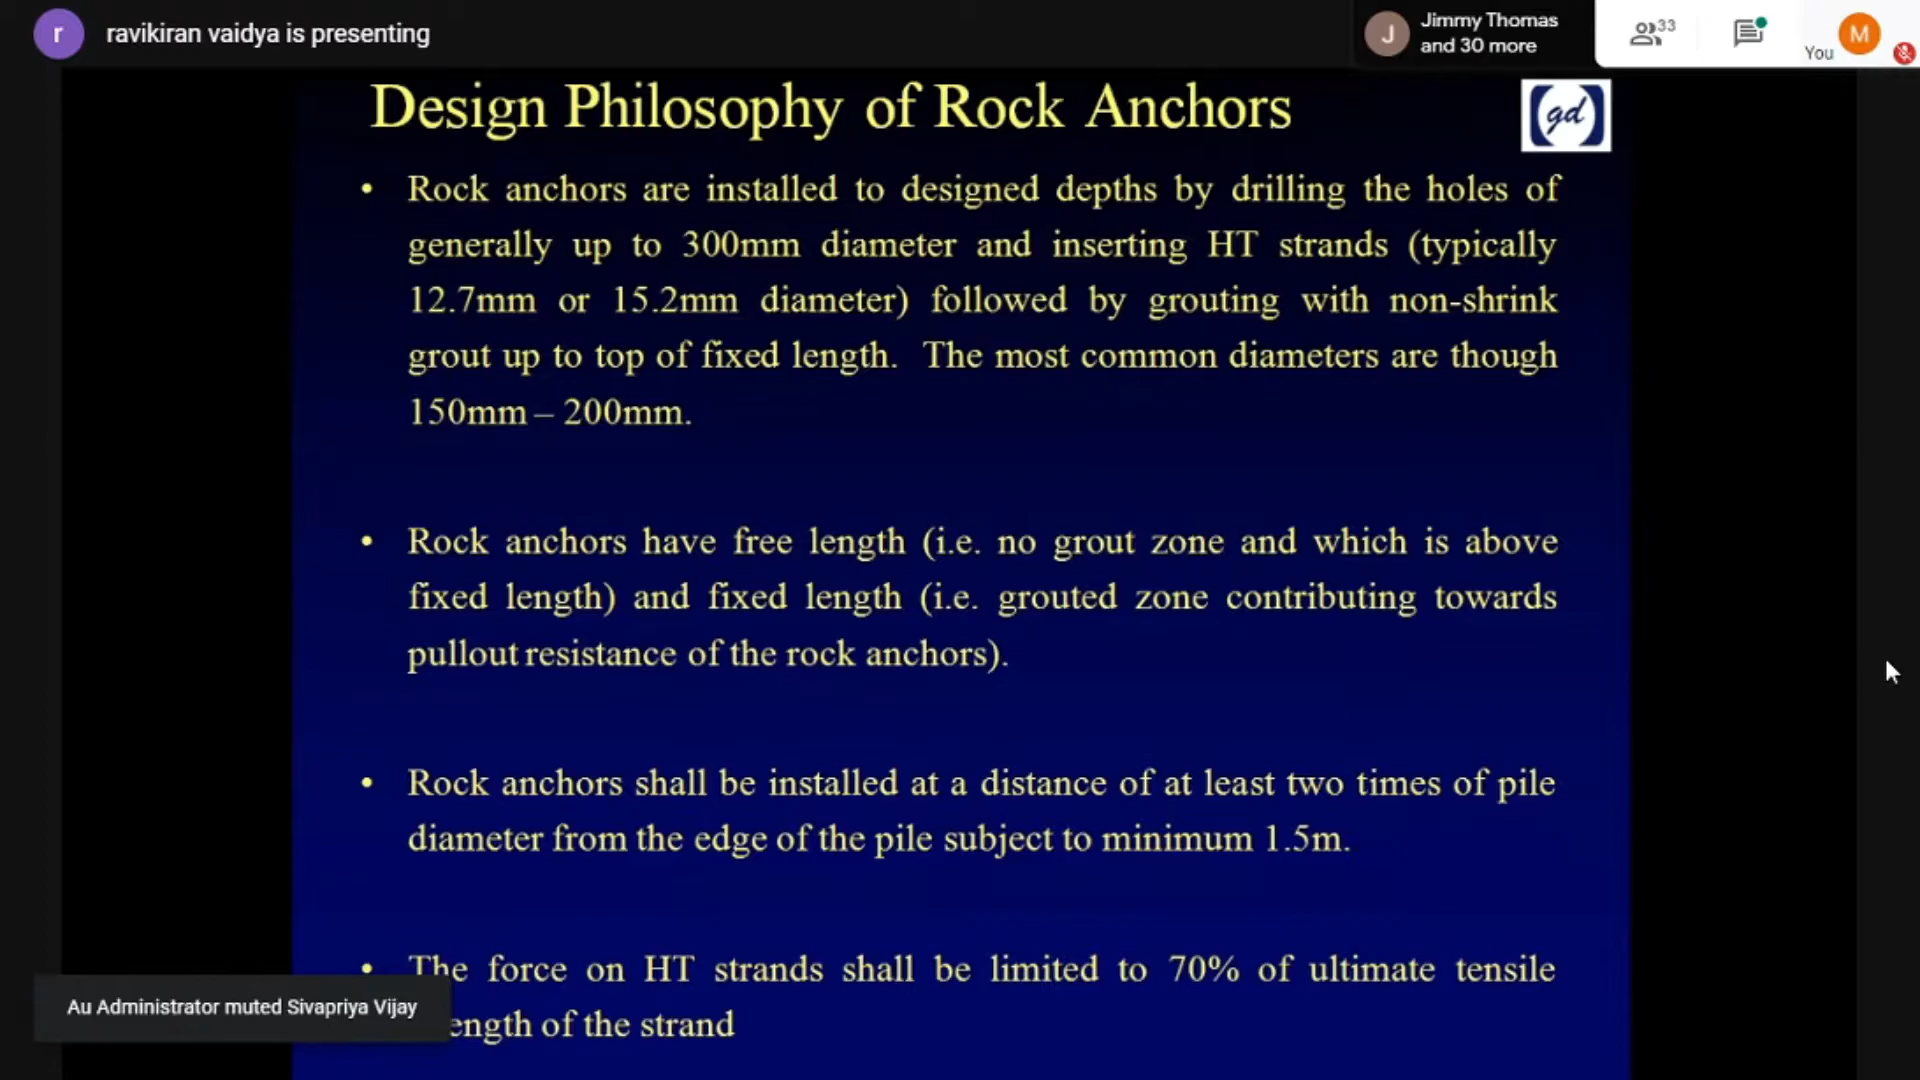 r
ravikiran vaidya is presenting
J
Jimmy Thomas
and 30 more
33
You
M
Design Philosophy of Rock Anchors
gd
• Rock anchors are installed to designed depths by drilling the holes of
generally up to 300mm diameter and inserting HT strands (typically
12.7mm or 15.2mm diameter) followed by grouting with non-shrink
grout up to top of fixed length. The most common diameters are though
150mm – 200mm.
• Rock anchors have free length (i.e. no grout zone and which is above
fixed length) and fixed length (i.e. grouted zone contributing towards
pullout resistance of the rock anchors).
• Rock anchors shall be installed at a distance of at least two times of pile
diameter from the edge of the pile subject to minimum 1.5m.
• The force on HT strands shall be limited to 70% of ultimate tensile
ength of the strand
Au Administrator muted Sivapriya Vijay